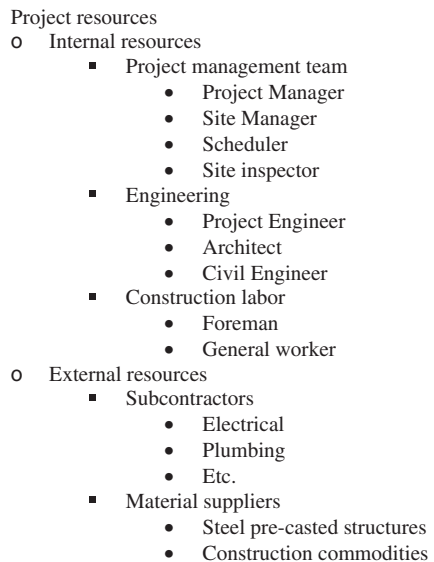 Project resources
o Internal resources
▪ Project management team
• Project Manager
• Site Manager
• Scheduler
• Site inspector
▪ Engineering
• Project Engineer
• Architect
• Civil Engineer
▪ Construction labor
• Foreman
• General worker
o External resources
▪ Subcontractors
• Electrical
• Plumbing
• Etc.
▪ Material suppliers
• Steel pre-casted structures
• Construction commodities